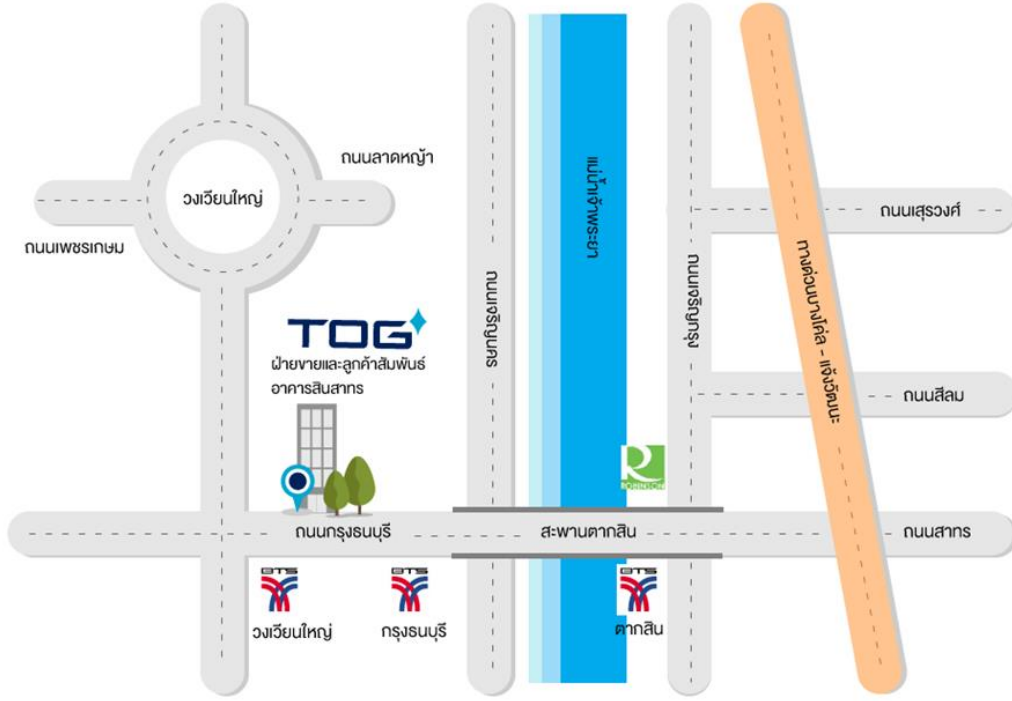 ถนนลาดหญ้า
วงเวียนใหญ่
ถนนเพชรเกษม
TOG
ฝ่ายขายและลูกค้าสัมพันธ์
อาคารสินสาทร
ถนนเจริญนคร
แม่น้ำเจ้าพระยา
ถนนเจริญกรุง
ถนนสุรวงศ์
ทางด่วนบางโคล่ - แจ้งวัฒนะ
ถนนสีลม
ROBINSON
ถนนกรุงธนบุรี
สะพานตากสิน
ถนนสาทร
BTS
วงเวียนใหญ่
BTS
กรุงธนบุรี
BTS
ตากสิน